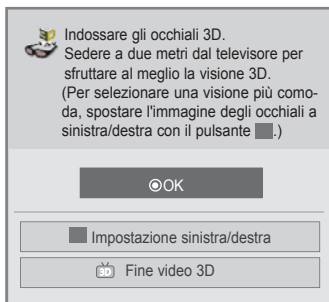 Indossare gli occhiali 3D.
Sedere a due metri dal televisore per
sfruttare al meglio la visione 3D.
(Per selezionare una visione più como-
da, spostare l'immagine degli occhiali a
sinistra/destra con il pulsante .)
OK
Impostazione sinistra/destra
3D Fine video 3D